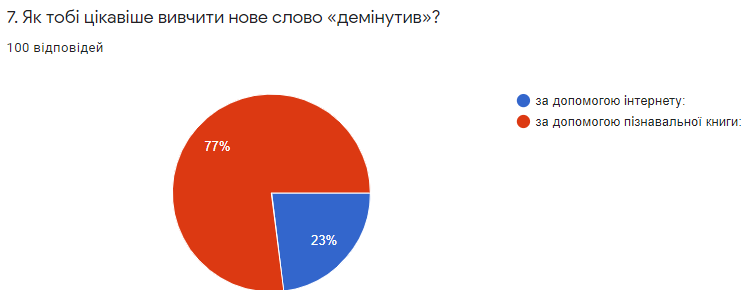 7. Як тобі цікавіше вивчити нове слово «демінутив»?
100 відповідей
за допомогою інтернету:
за допомогою пізнавальної книги:
77%
23%